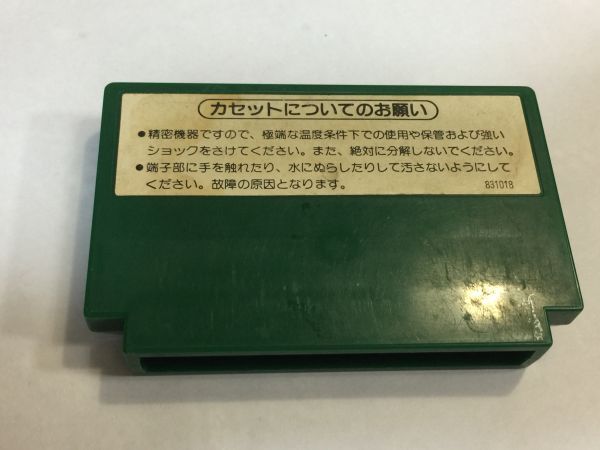 カセットについてのお願い
●精密機器ですので、極端な温度条件下での使用や保管および強い
ショックをさけてください。また、絶対に分解しないでください。
●端子部に手を触れたり、水にぬらしたりして汚さないようにして
ください。故障の原因となります。
831018